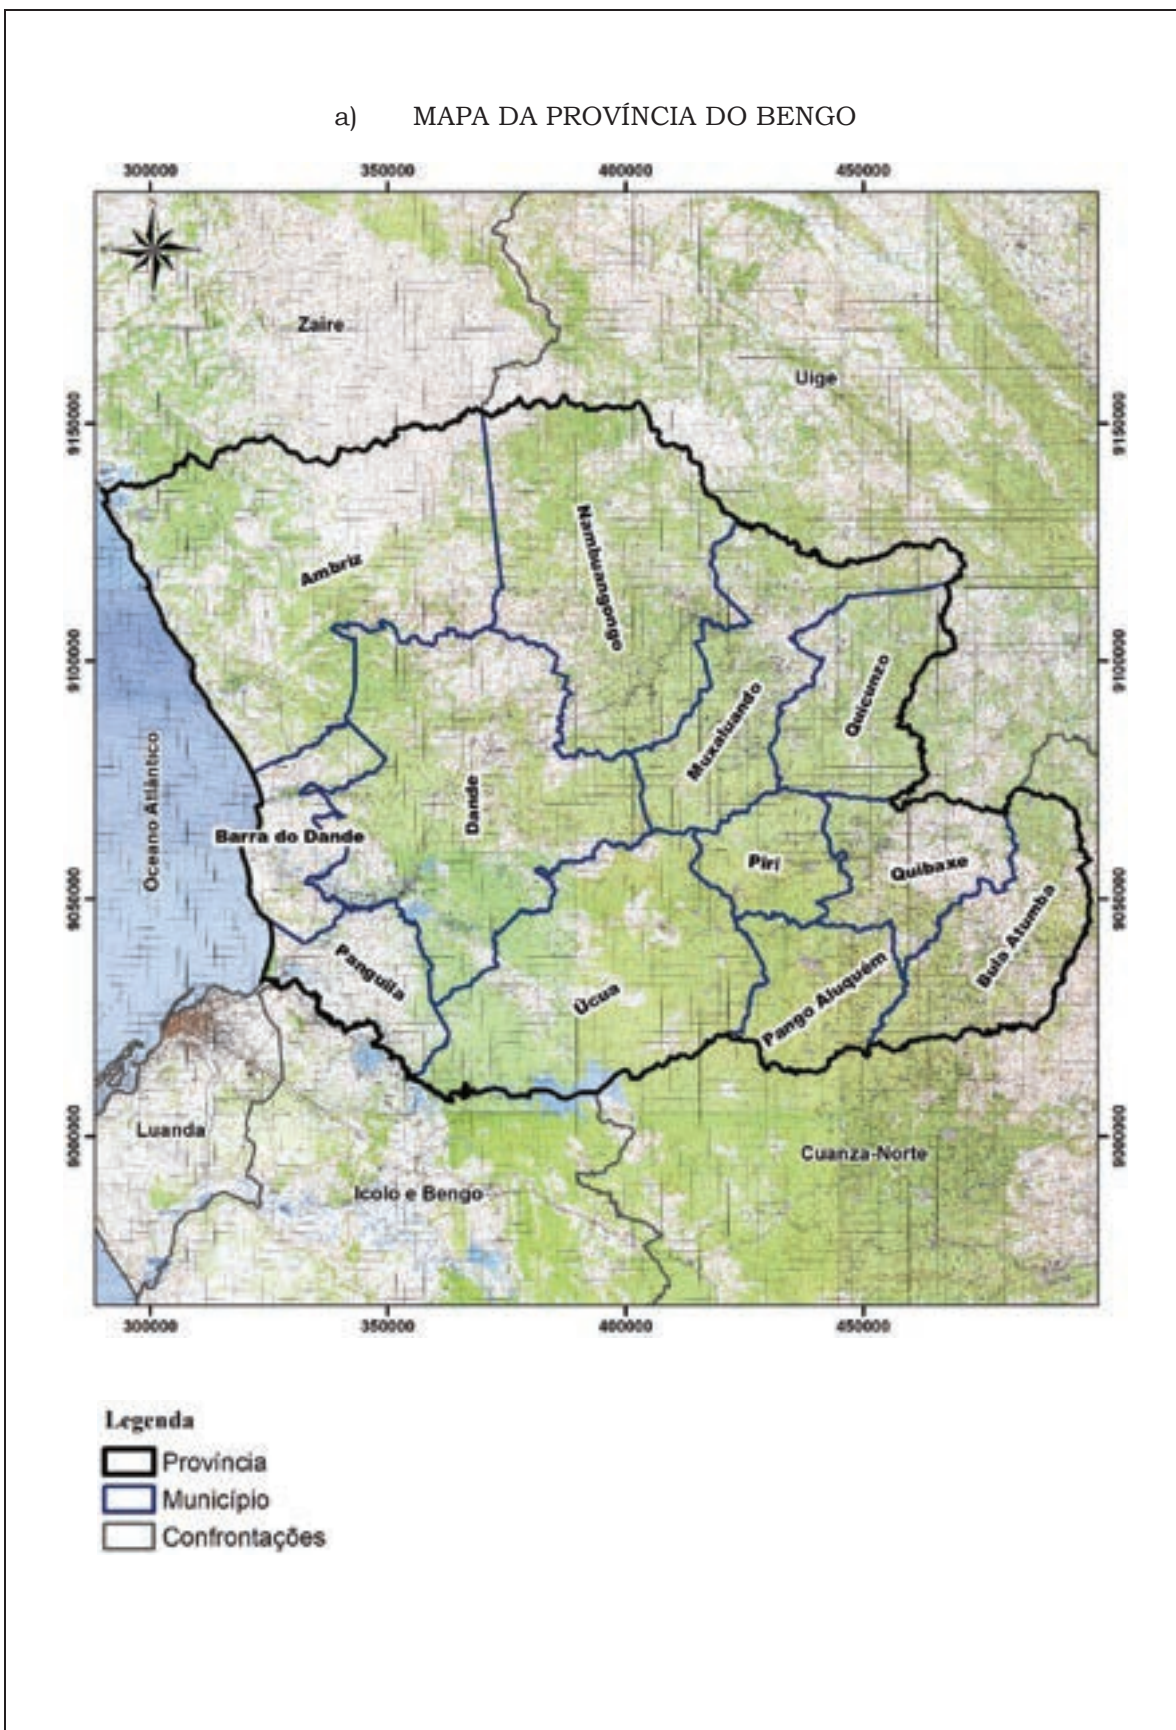 a) MAPA DA PROVÍNCIA DO BENGO
300000 350000 400000 450000
Zaire
Uíge
9150000 9150000
Nambuangongo
Ambriz
9100000 9100000
Quicunzo
Muxaluando
Oceano Atlântico
Dande
Barra do Dande
Piri
Quibaxe
9050000 9050000
Bula Atumba
Panguila
Pango Aluquém
Úcua
Luanda
9000000 9000000
Cuanza-Norte
Icolo e Bengo
300000 350000 400000 450000
Legenda
Província
Município
Confrontações